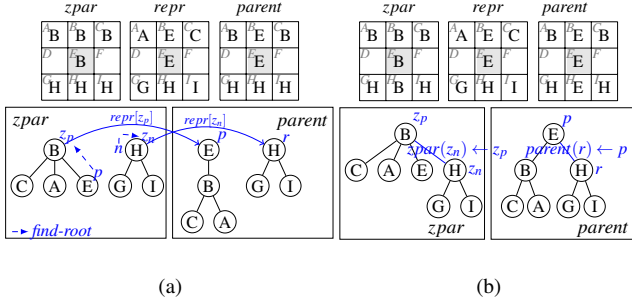 zpar repr parent zpar repr parent
A B B B C B A A B E C C A B B E C B A B B B C B A A B E C C A B B E C B
D E B F D E E F D E E F D E B F D E E F D E E F
G H H H I H G G H H I I G H H H I H G H H B I H G G H H I I G H H E I H
zpar repr[zp] repr[zn] parent
zp zn p r
B H E H
n
C A E G I B G I
p
C A
find-root
zp p
B E
zpar(zn) ← zp parent(r) ← p
C A E H B H
zn r
G I C A G I
zpar parent
(a) (b)